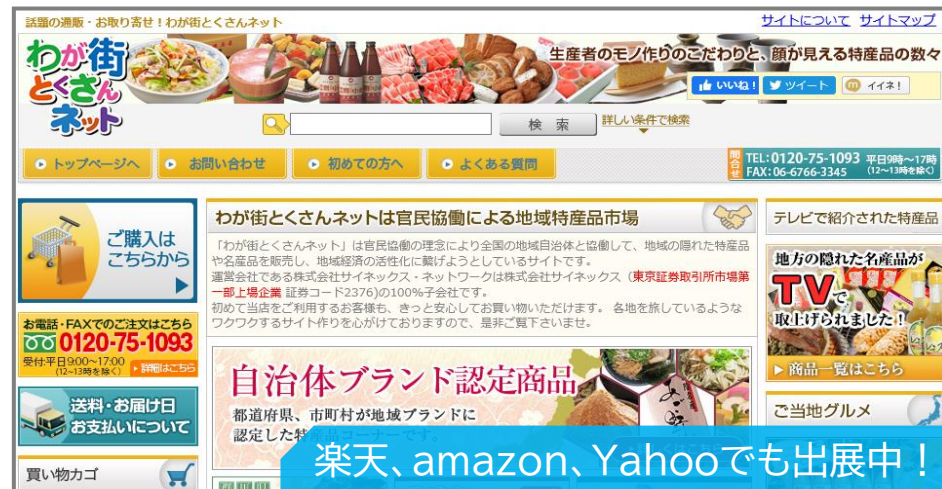 話題の通販・お取り寄せ！わが街とくさんネット
サイトについて サイトマップ
わが街
とくさん
ネット
生産者のモノ作りのこだわりと、顔が見える特産品の数々
いいね！ ツイート m イイネ！
検 索 詳しい条件で検索
トップページへ お問い合わせ 初めての方へ よくある質問
問合せ
TEL:0120-75-1093 平日9時～17時
FAX:06-6766-3345 (12～13時を除く)
ご購入は
こちらから
お電話・FAXでのご注文はこちら
0120-75-1093
受付:平日9:00～17:00
(12~13時を除く)
詳細はこちら
送料・お届け日
お支払いについて
買い物カゴ
わが街とくさんネットは官民協働による地域特産品市場
「わが街とくさんネット」は官民協働の理念により全国の地域自治体と協働して、地域の隠れた特産品
や名産品を販売し、地域経済の活性化に繋げようとしているサイトです。
運営会社である株式会社サイネックス・ネットワークは株式会社サイネックス（東京証券取引所市場第
一部上場企業 証券コード2376)の100%子会社です。
初めて当店をご利用するお客様も、きっと安心してお買い物いただけます。 各地を旅しているような
ワクワクするサイト作りを心がけておりますので、是非ご覧下さいませ。
自治体ブランド認定商品
都道府県、市町村が地域ブランドに
認定した特産品コーナーです。
テレビで紹介された特産品
地方の隠れた名産品が
TVで
取上げられました！
商品一覧はこちら
ご当地グルメ
楽天、amazon、Yahooでも出展中！